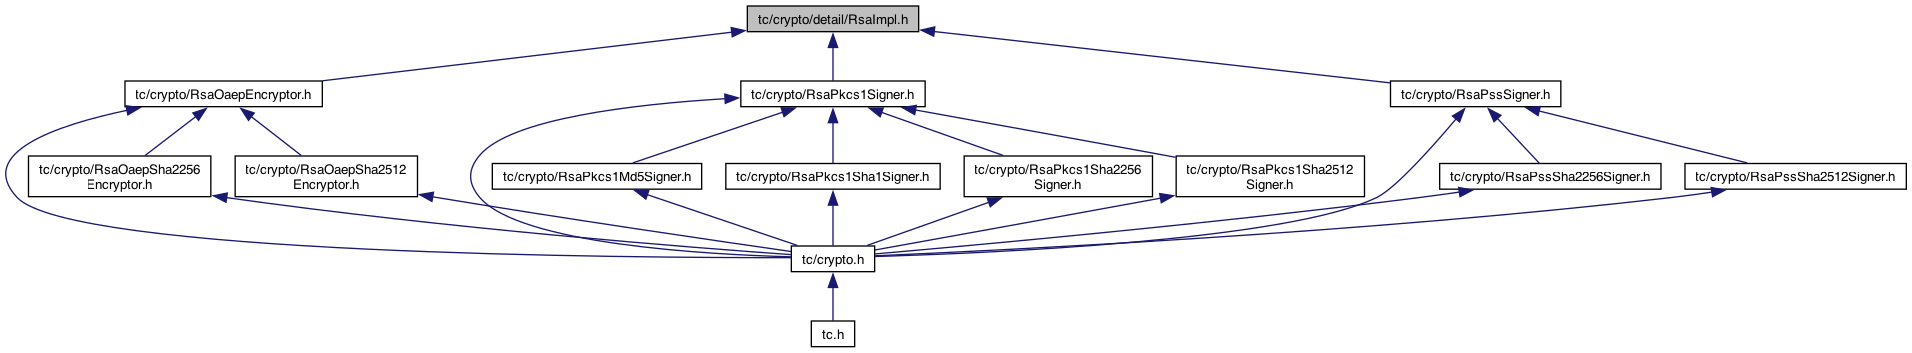 tc/crypto/detail/RsaImpl.h
tc/crypto/RsaOaepEncryptor.h
tc/crypto/RsaPkcs1Signer.h
tc/crypto/RsaPssSigner.h
tc/crypto/RsaOaepSha2256
Encryptor.h
tc/crypto/RsaOaepSha2512
Encryptor.h
tc/crypto/RsaPkcs1Md5Signer.h
tc/crypto/RsaPkcs1Sha1Signer.h
tc/crypto/RsaPkcs1Sha2256
Signer.h
tc/crypto/RsaPkcs1Sha2512
Signer.h
tc/crypto/RsaPssSha2256Signer.h
tc/crypto/RsaPssSha2512Signer.h
tc/crypto.h
tc.h